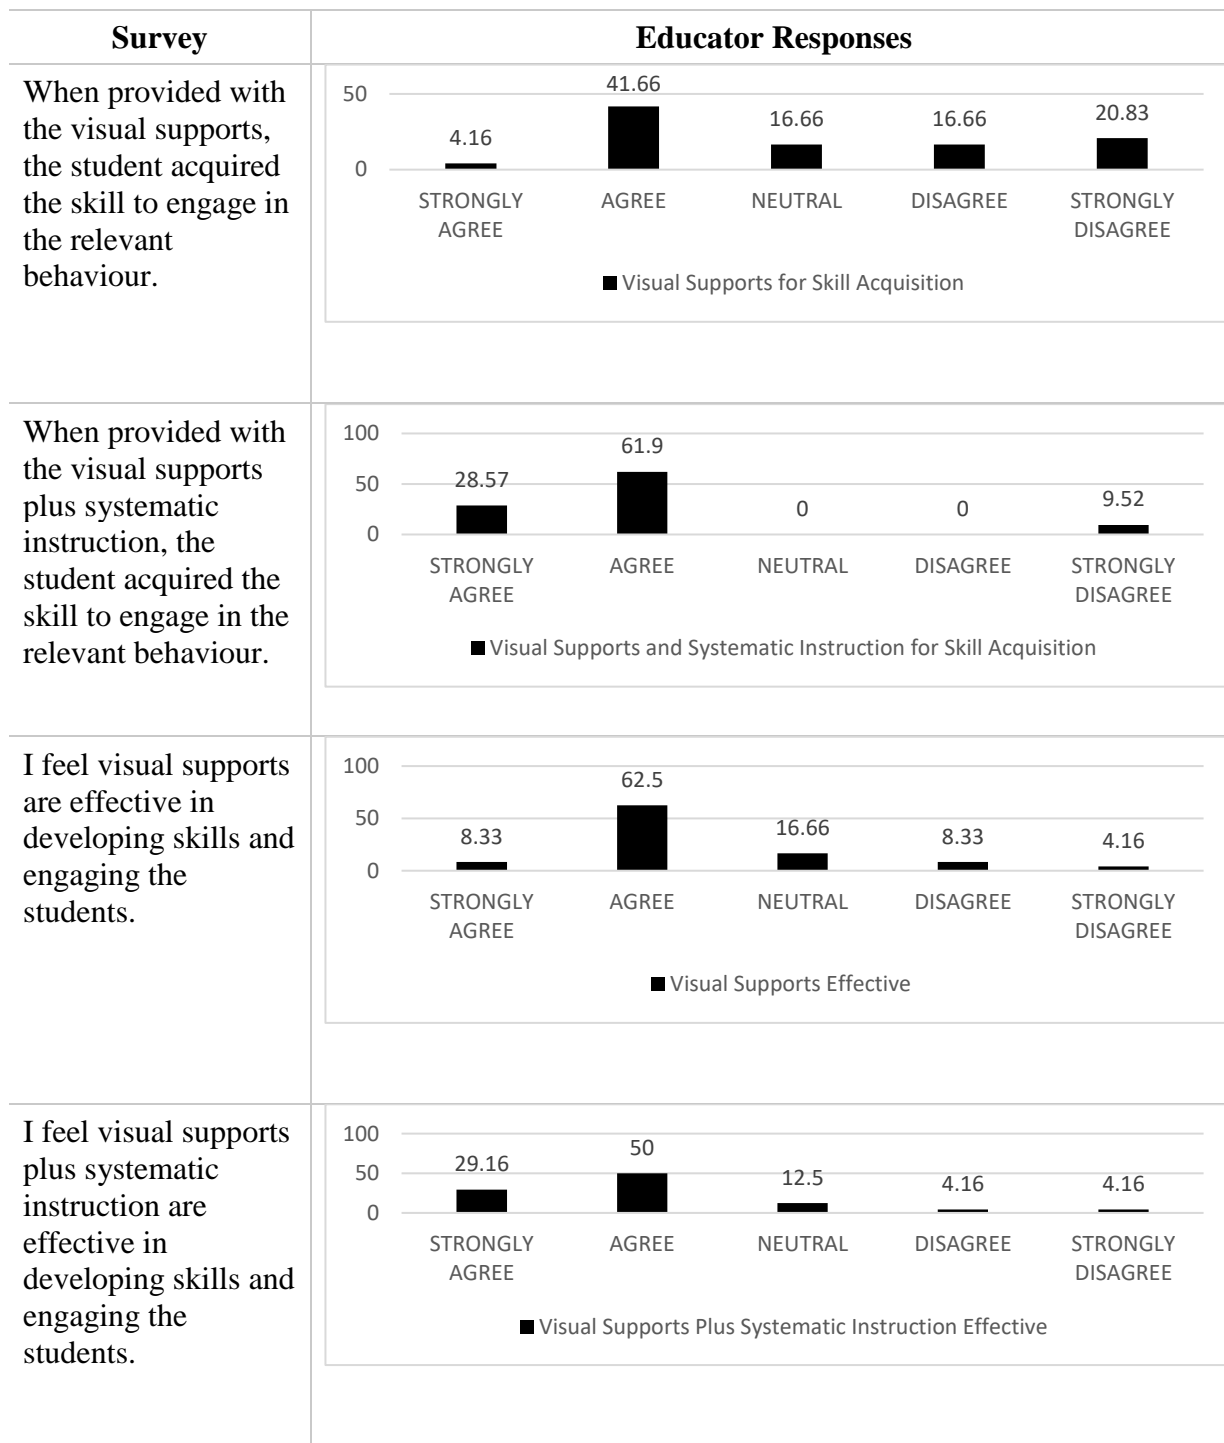 Survey
Educator Responses
When provided with
the visual supports,
the student acquired
the skill to engage in
the relevant
behaviour.
50
0
4.16
41.66
16.66
16.66
20.83
STRONGLY
AGREE
AGREE
NEUTRAL
DISAGREE
STRONGLY
DISAGREE
Visual Supports for Skill Acquisition
When provided with
the visual supports
plus systematic
instruction, the
student acquired the
skill to engage in the
relevant behaviour.
100
50
0
28.57
61.9
0
0
9.52
STRONGLY
AGREE
AGREE
NEUTRAL
DISAGREE
STRONGLY
DISAGREE
Visual Supports and Systematic Instruction for Skill Acquisition
I feel visual supports
are effective in
developing skills and
engaging the
students.
100
50
0
8.33
62.5
16.66
8.33
4.16
STRONGLY
AGREE
AGREE
NEUTRAL
DISAGREE
STRONGLY
DISAGREE
Visual Supports Effective
I feel visual supports
plus systematic
instruction are
effective in
developing skills and
engaging the
students.
100
50
0
29.16
50
12.5
4.16
4.16
STRONGLY
AGREE
AGREE
NEUTRAL
DISAGREE
STRONGLY
DISAGREE
Visual Supports Plus Systematic Instruction Effective